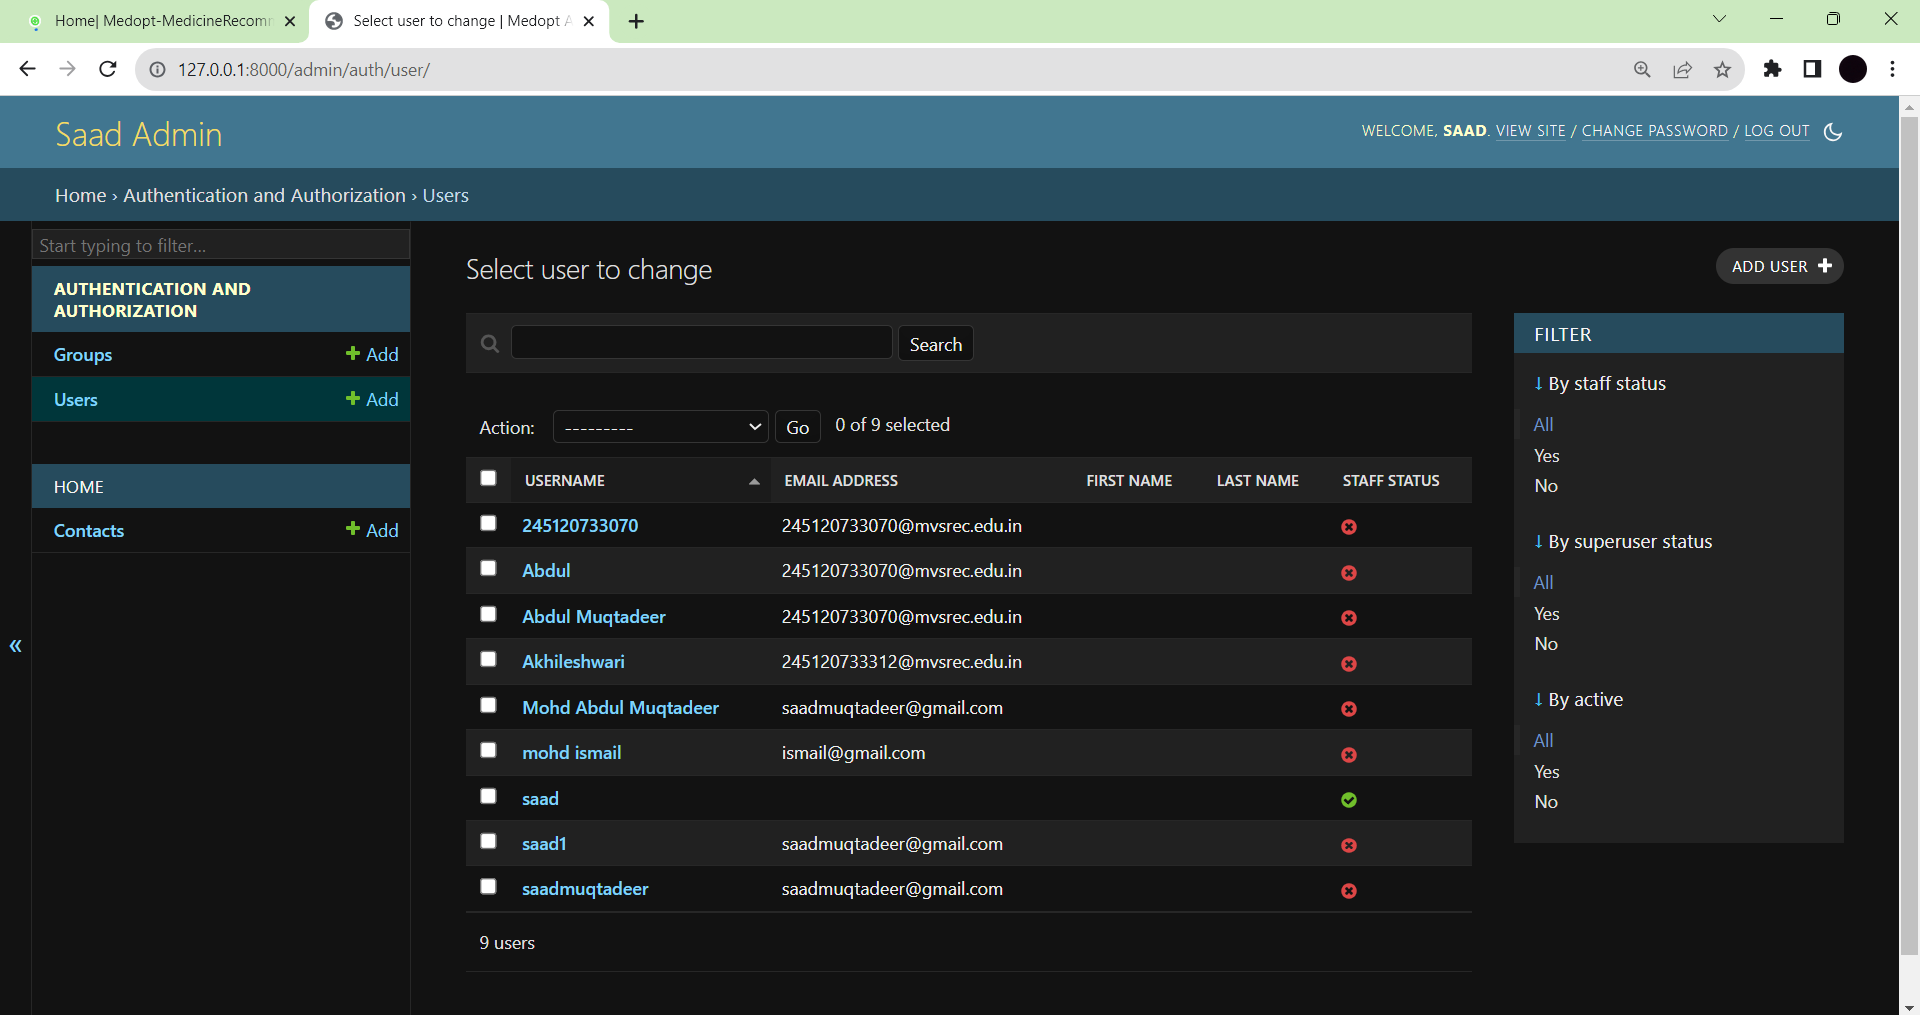 Home| Medopt-MedicineRecomm
Select user to change | Medopt A
127.0.0.1:8000/admin/auth/user/
Saad Admin
WELCOME, SAAD. VIEW SITE / CHANGE PASSWORD / LOG OUT
Home › Authentication and Authorization › Users
Start typing to filter...
AUTHENTICATION AND
AUTHORIZATION
Groups + Add
Users + Add
HOME
Contacts + Add
«
Select user to change
ADD USER +
Search
Action: --------- Go 0 of 9 selected
USERNAME EMAIL ADDRESS FIRST NAME LAST NAME STAFF STATUS
245120733070 245120733070@mvsrec.edu.in
Abdul 245120733070@mvsrec.edu.in
Abdul Muqtadeer 245120733070@mvsrec.edu.in
Akhileshwari 245120733312@mvsrec.edu.in
Mohd Abdul Muqtadeer saadmuqtadeer@gmail.com
mohd ismail ismail@gmail.com
saad
saad1 saadmuqtadeer@gmail.com
saadmuqtadeer saadmuqtadeer@gmail.com
9 users
FILTER
↓ By staff status
All
Yes
No
↓ By superuser status
All
Yes
No
↓ By active
All
Yes
No